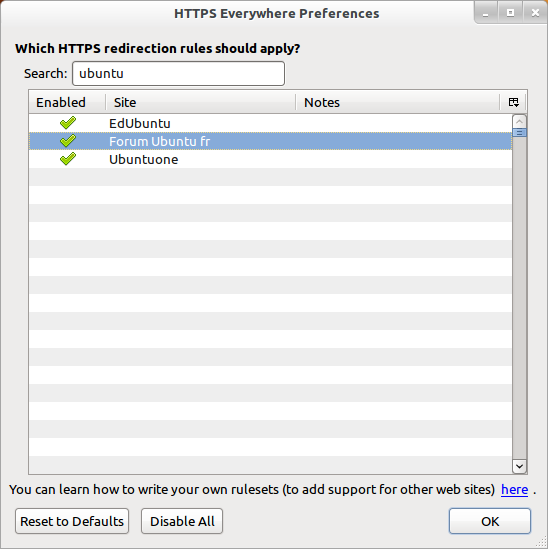 HTTPS Everywhere Preferences
Which HTTPS redirection rules should apply?
Search: ubuntu
Enabled Site Notes
EdUbuntu
Forum Ubuntu fr
Ubuntuone
You can learn how to write your own rulesets (to add support for other web sites) here .
Reset to Defaults Disable All OK